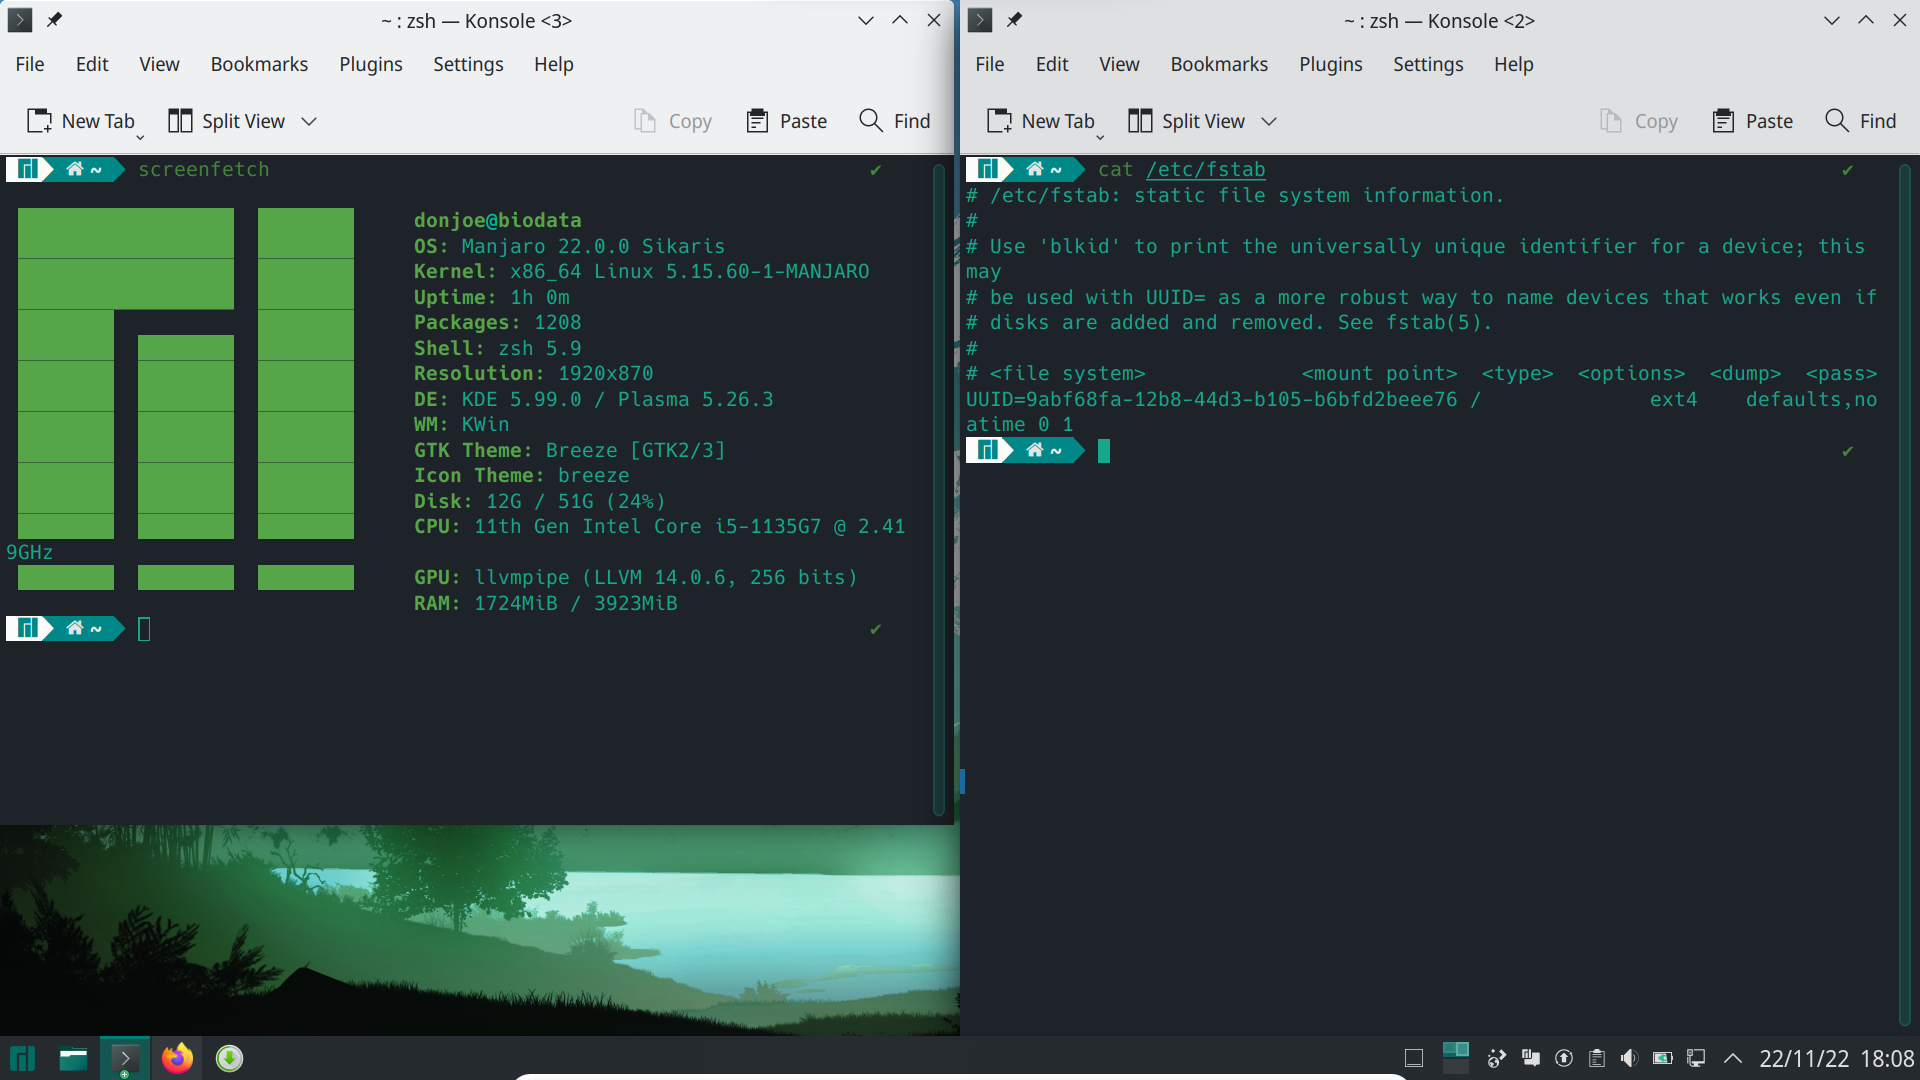 ~ : zsh — Konsole <3>
File Edit View Bookmarks Plugins Settings Help
New Tab Split View Copy Paste Find
~ screenfetch ✔
donjoe@biodata
OS: Manjaro 22.0.0 Sikaris
Kernel: x86_64 Linux 5.15.60-1-MANJARO
Uptime: 1h 0m
Packages: 1208
Shell: zsh 5.9
Resolution: 1920x870
DE: KDE 5.99.0 / Plasma 5.26.3
WM: KWin
GTK Theme: Breeze [GTK2/3]
Icon Theme: breeze
Disk: 12G / 51G (24%)
CPU: 11th Gen Intel Core i5-1135G7 @ 2.41
9GHz
GPU: llvmpipe (LLVM 14.0.6, 256 bits)
RAM: 1724MiB / 3923MiB
~ ✔
~ : zsh — Konsole <2>
File Edit View Bookmarks Plugins Settings Help
New Tab Split View Copy Paste Find
~ cat /etc/fstab ✔
# /etc/fstab: static file system information.
#
# Use 'blkid' to print the universally unique identifier for a device; this
may
# be used with UUID= as a more robust way to name devices that works even if
# disks are added and removed. See fstab(5).
#
# <file system> <mount point> <type> <options> <dump> <pass>
UUID=9abf68fa-12b8-44d3-b105-b6bfd2beee76 / ext4 defaults,no
atime 0 1
~ ✔
22/11/22 18:08